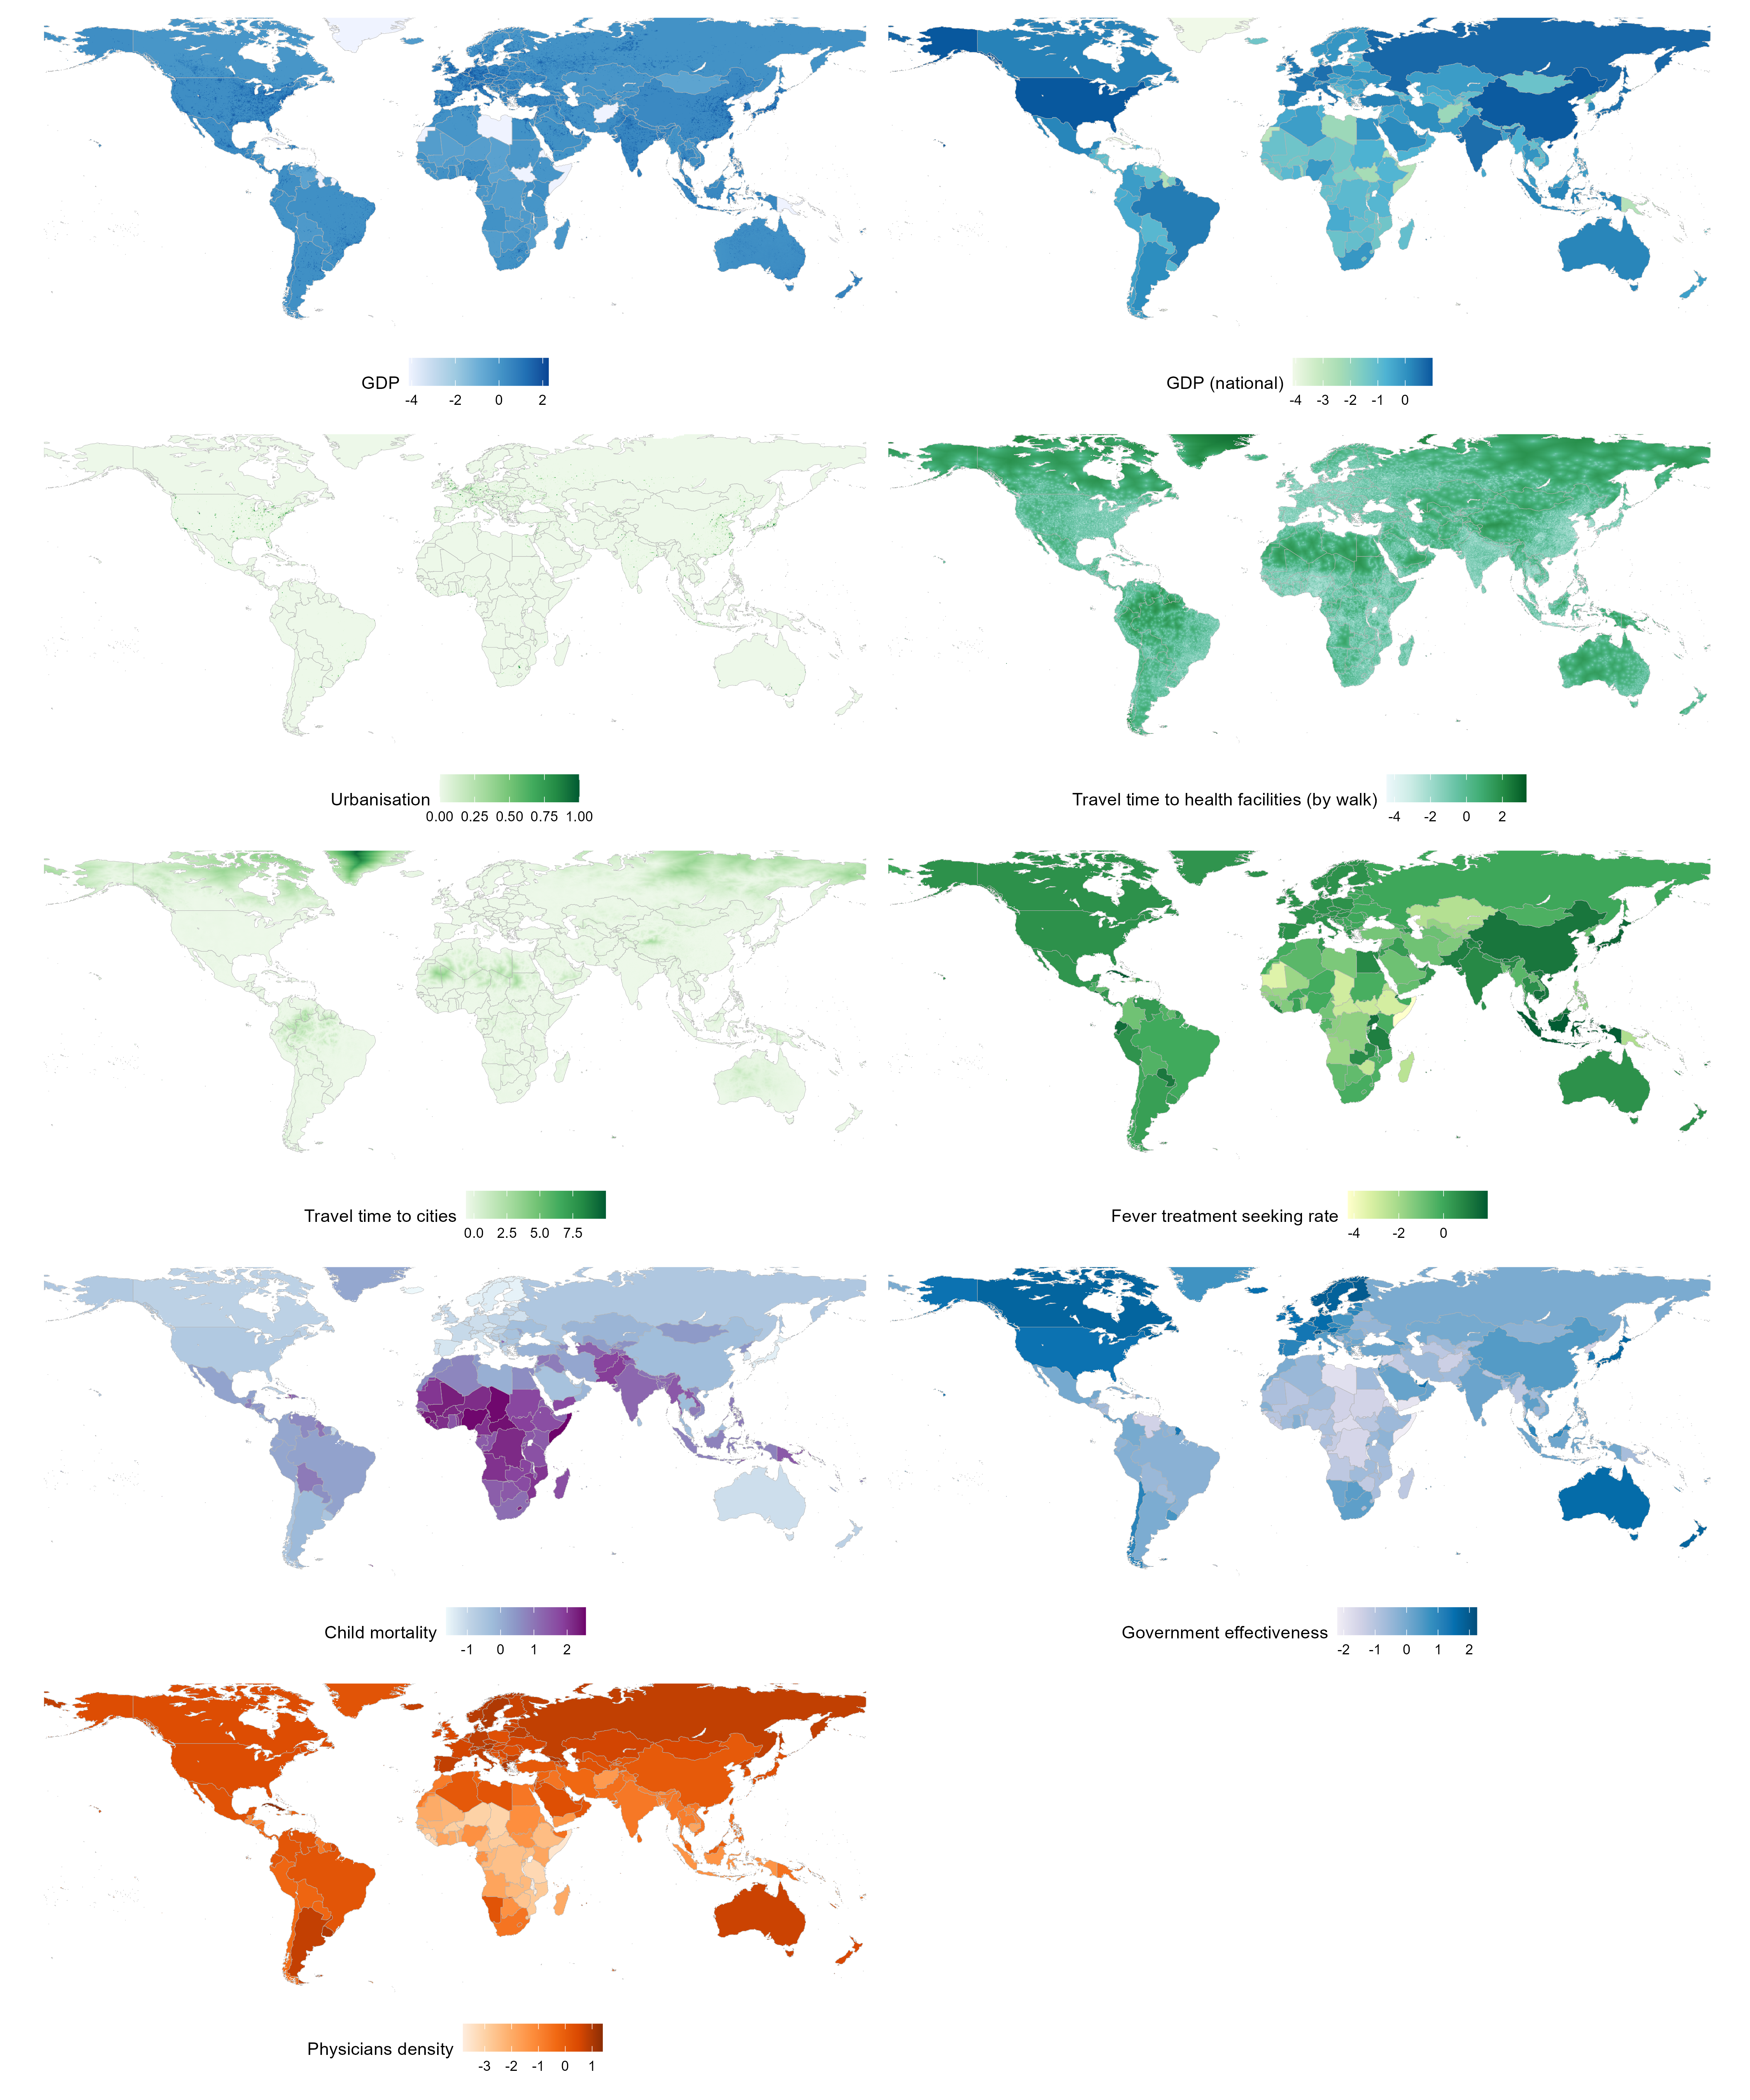 GDP
-4 -2 0 2
GDP (national)
-4 -3 -2 -1 0
Urbanisation
0.00 0.25 0.50 0.75 1.00
Travel time to health facilities (by walk)
-4 -2 0 2
Travel time to cities
0.0 2.5 5.0 7.5
Fever treatment seeking rate
-4 -2 0
Child mortality
-1 0 1 2
Government effectiveness
-2 -1 0 1 2
Physicians density
-3 -2 -1 0 1